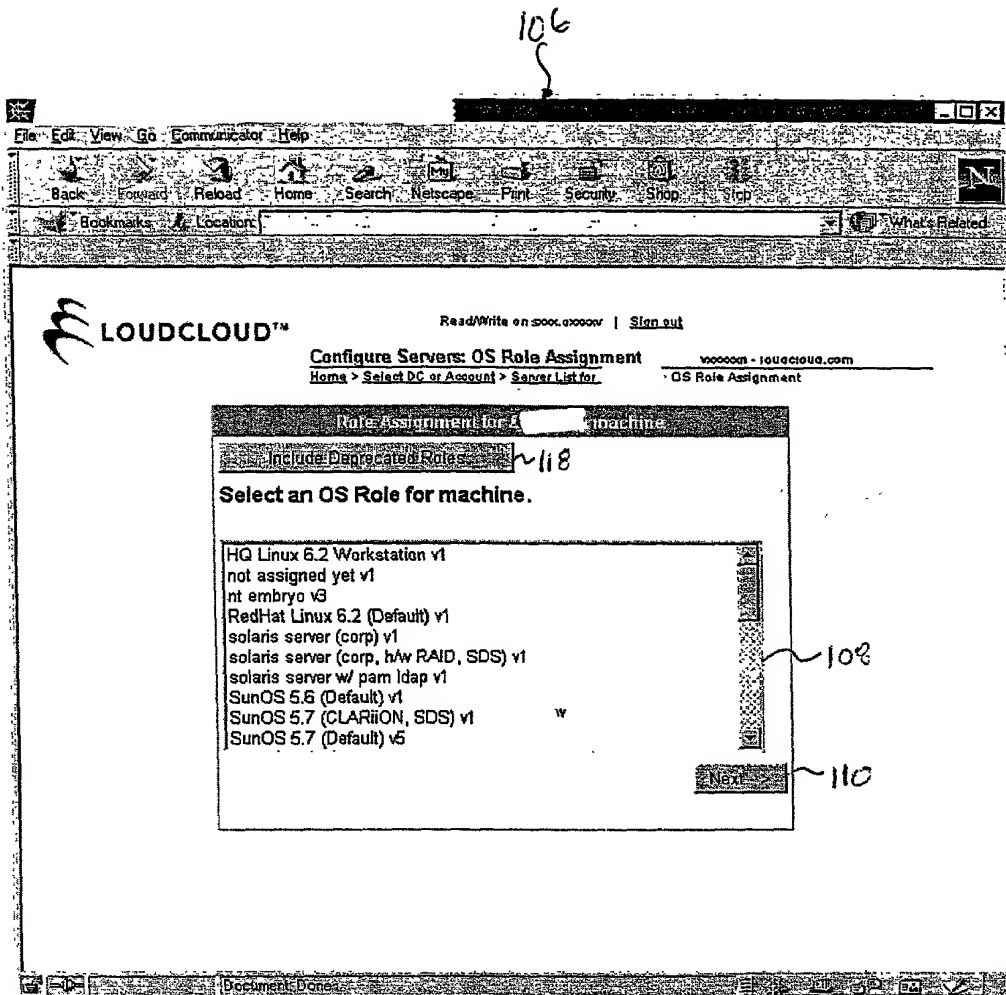 106
File Edit View Go Communicator Help
Back Forward Reload Home Search Netscape Print Security Shop Stop
N
Bookmarks Location What's Related
LOUDCLOUD™
Read/Write on | Sign out
Configure Servers: OS Role Assignment
loudcloud.com
Home > Select DC or Account > Server List for
OS Role Assignment
Role Assignment for machine
Include Deprecated Roles
118
Select an OS Role for machine.
HQ Linux 6.2 Workstation v1
not assigned yet v1
nt embryo v3
RedHat Linux 6.2 (Default) v1
solaris server (corp) v1
solaris server (corp, h/w RAID, SDS) v1
solaris server w/ pam ldap v1
SunOS 5.6 (Default) v1
SunOS 5.7 (CLARiiON, SDS) v1
SunOS 5.7 (Default) v5
108
Next >
110
Document: Done